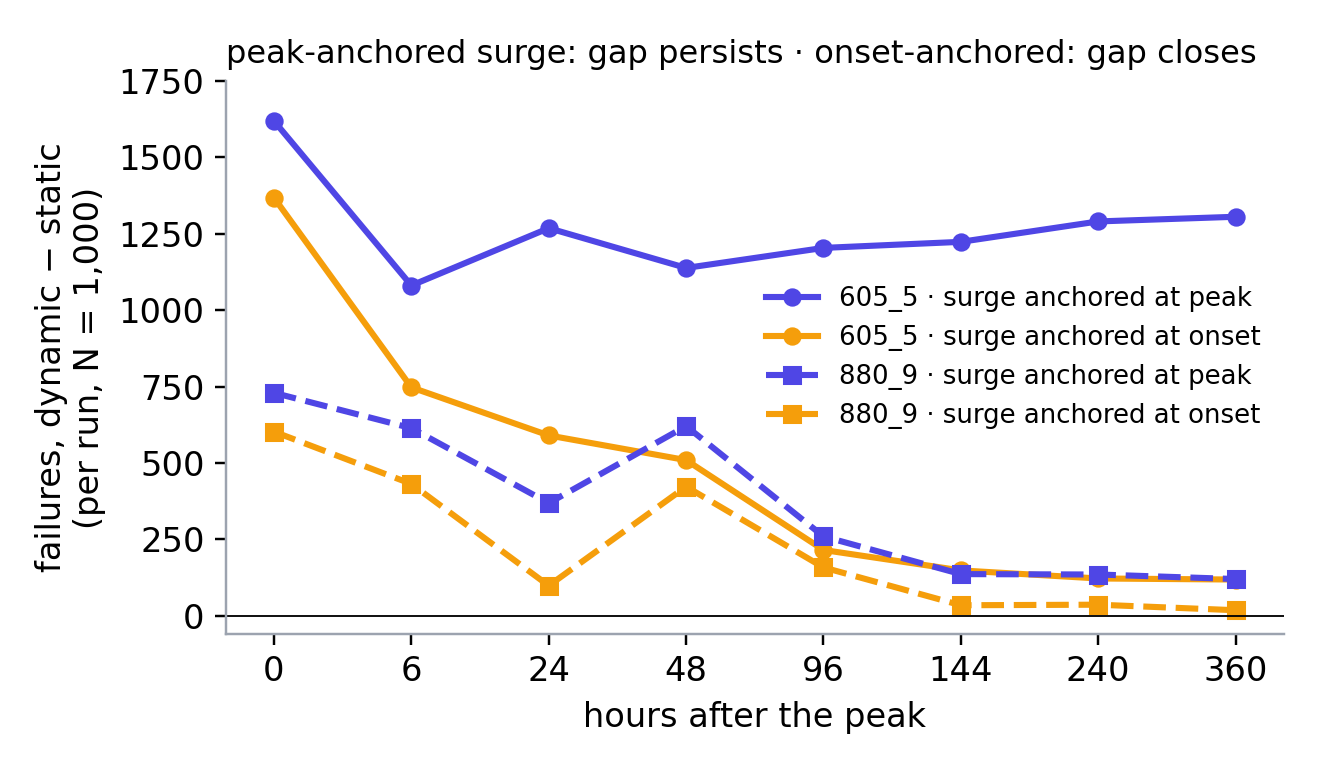 peak-anchored surge: gap persists · onset-anchored: gap closes
failures, dynamic − static
(per run, N = 1,000)
1750
1500
1250
1000
750
500
250
0
605_5 · surge anchored at peak
605_5 · surge anchored at onset
880_9 · surge anchored at peak
880_9 · surge anchored at onset
0 6 24 48 96 144 240 360
hours after the peak